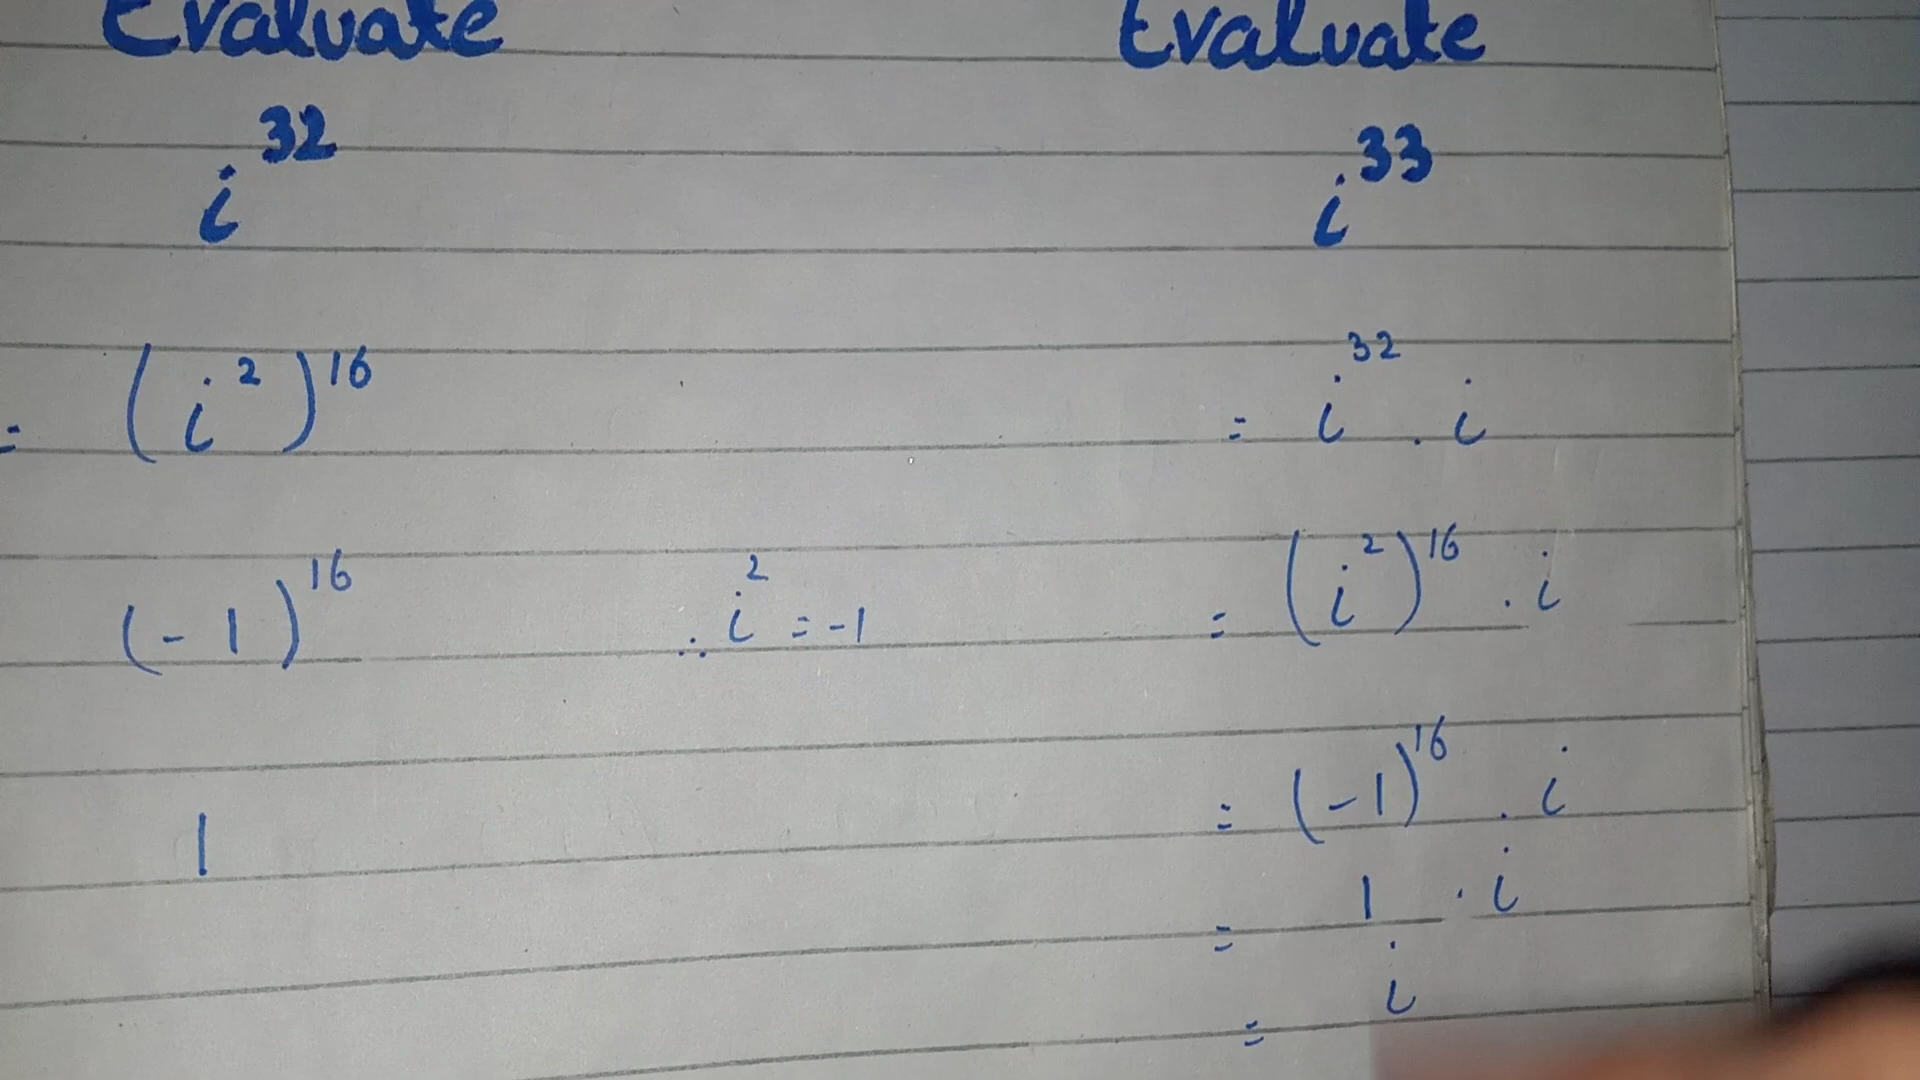 Evaluate
i^32
= (i^2)^16
(-1)^16 ∴ i^2 = -1
1
Evaluate
i^33
= i^32 . i
= (i^2)^16 . i
= (-1)^16 . i
= 1 . i
= i